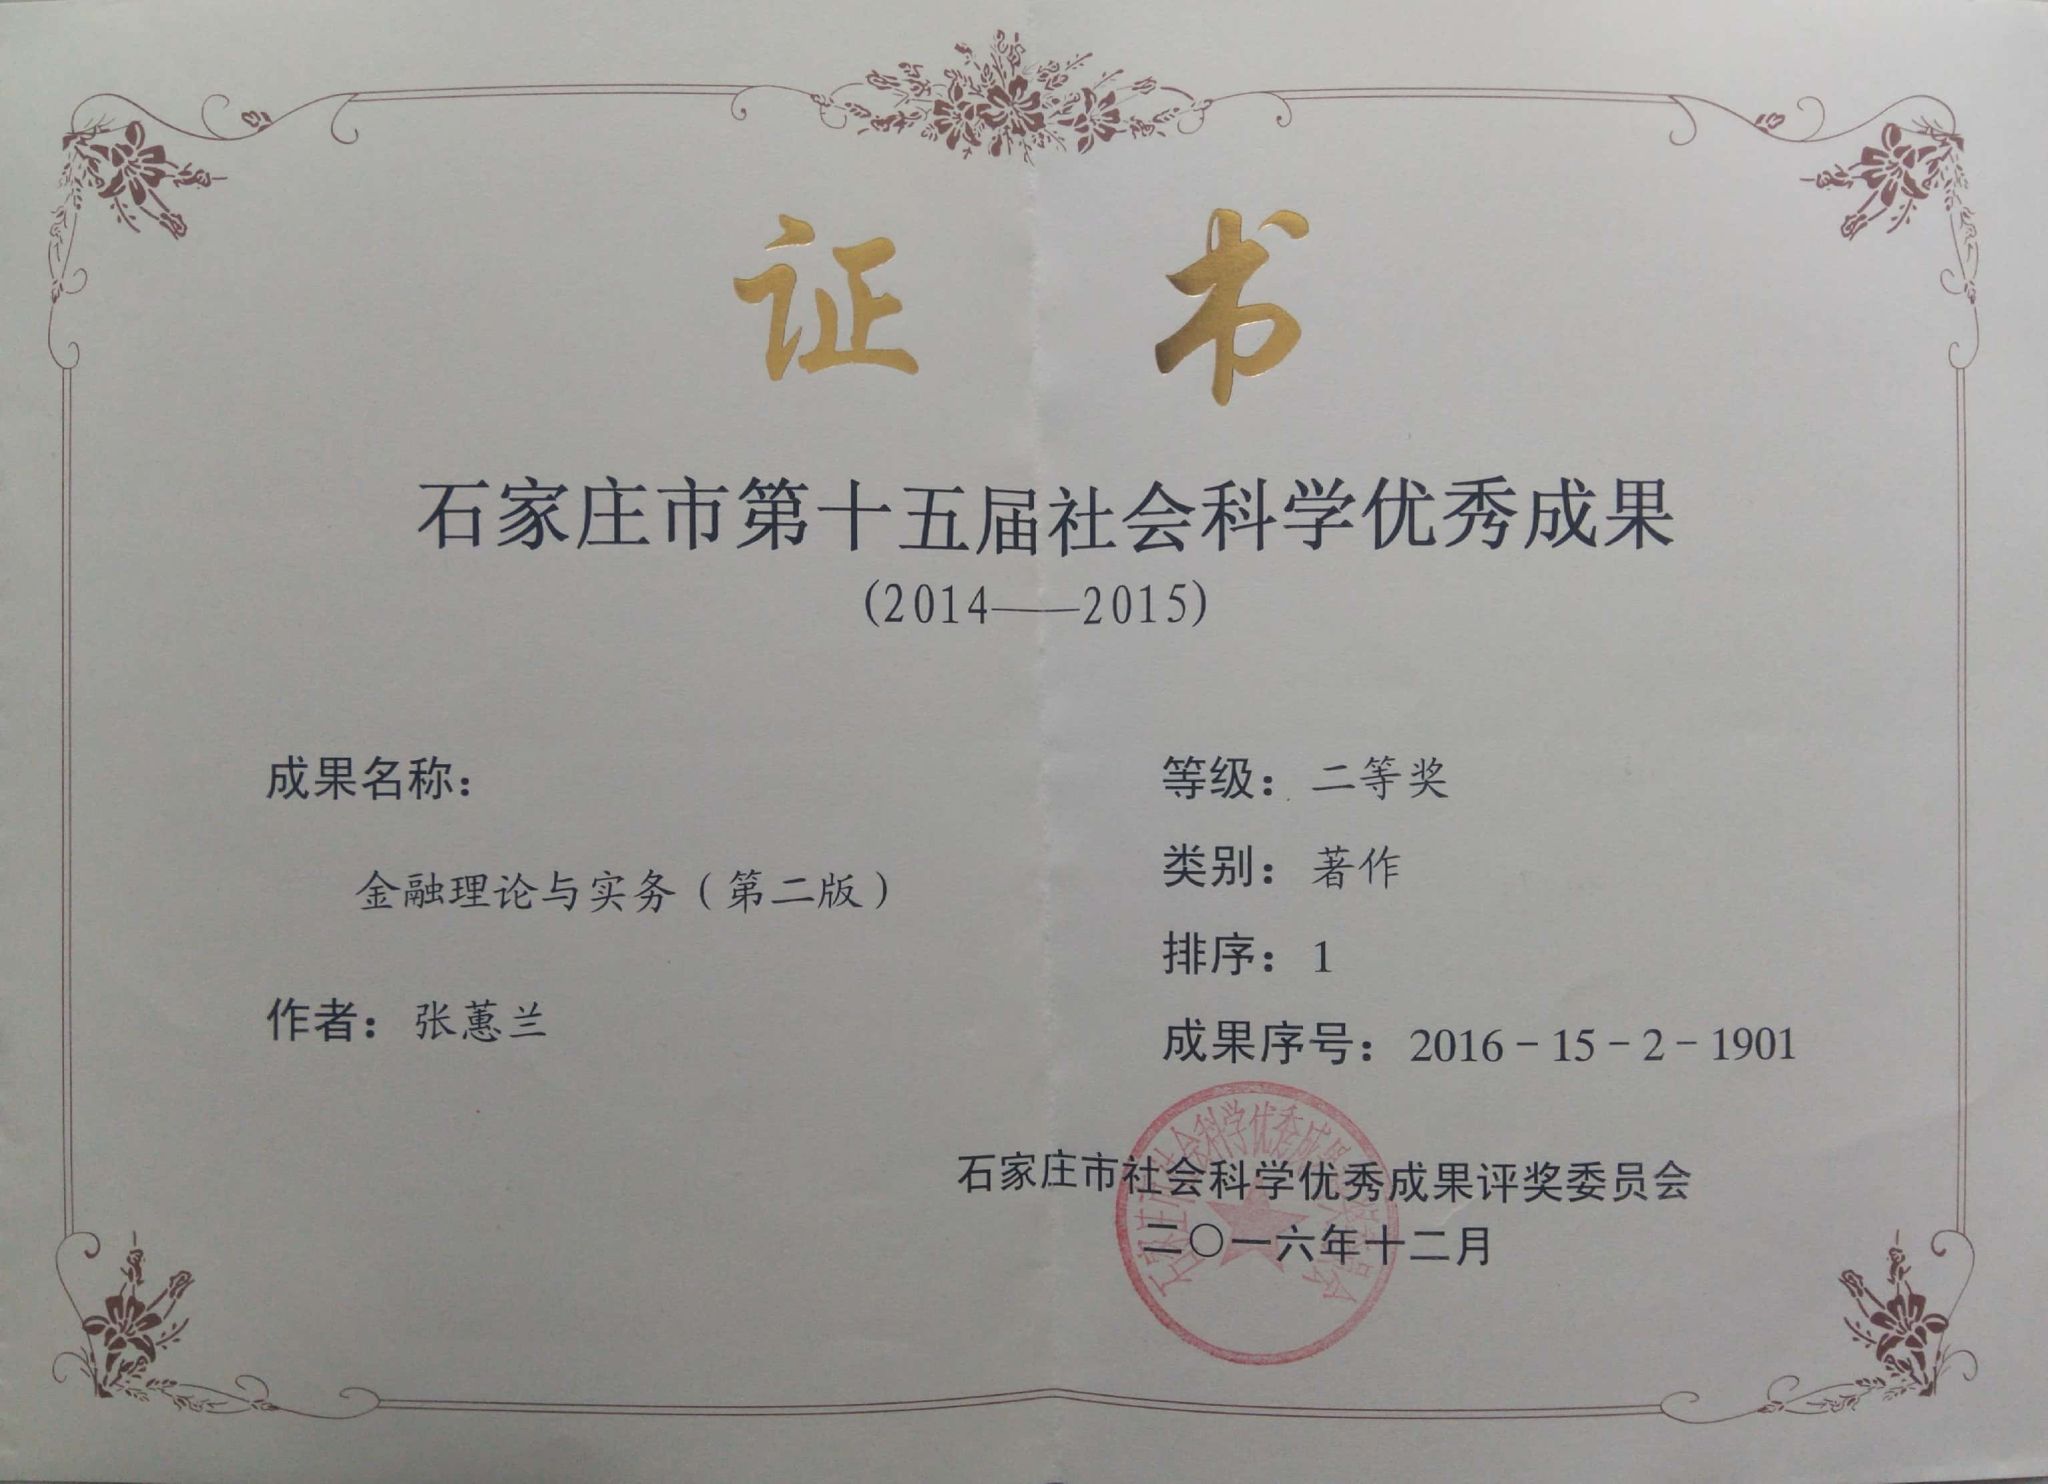 证 书
石家庄市第十五届社会科学优秀成果
(2014——2015)
成果名称：
金融理论与实务（第二版）
作者：张蕙兰
等级：二等奖
类别：著作
排序：1
成果序号：2016－15－2－1901
石家庄市社会科学优秀成果评奖委员会
二〇一六年十二月